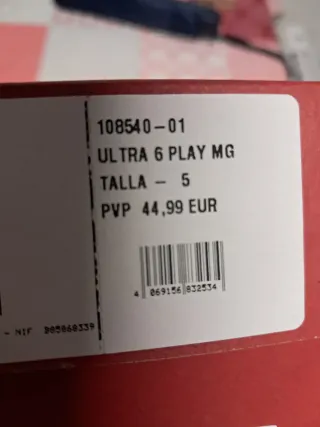 108540-01
ULTRA 6 PLAY MG
TALLA - 5
PVP 44,99 EUR
4 069156 832534
- NIF B05868339